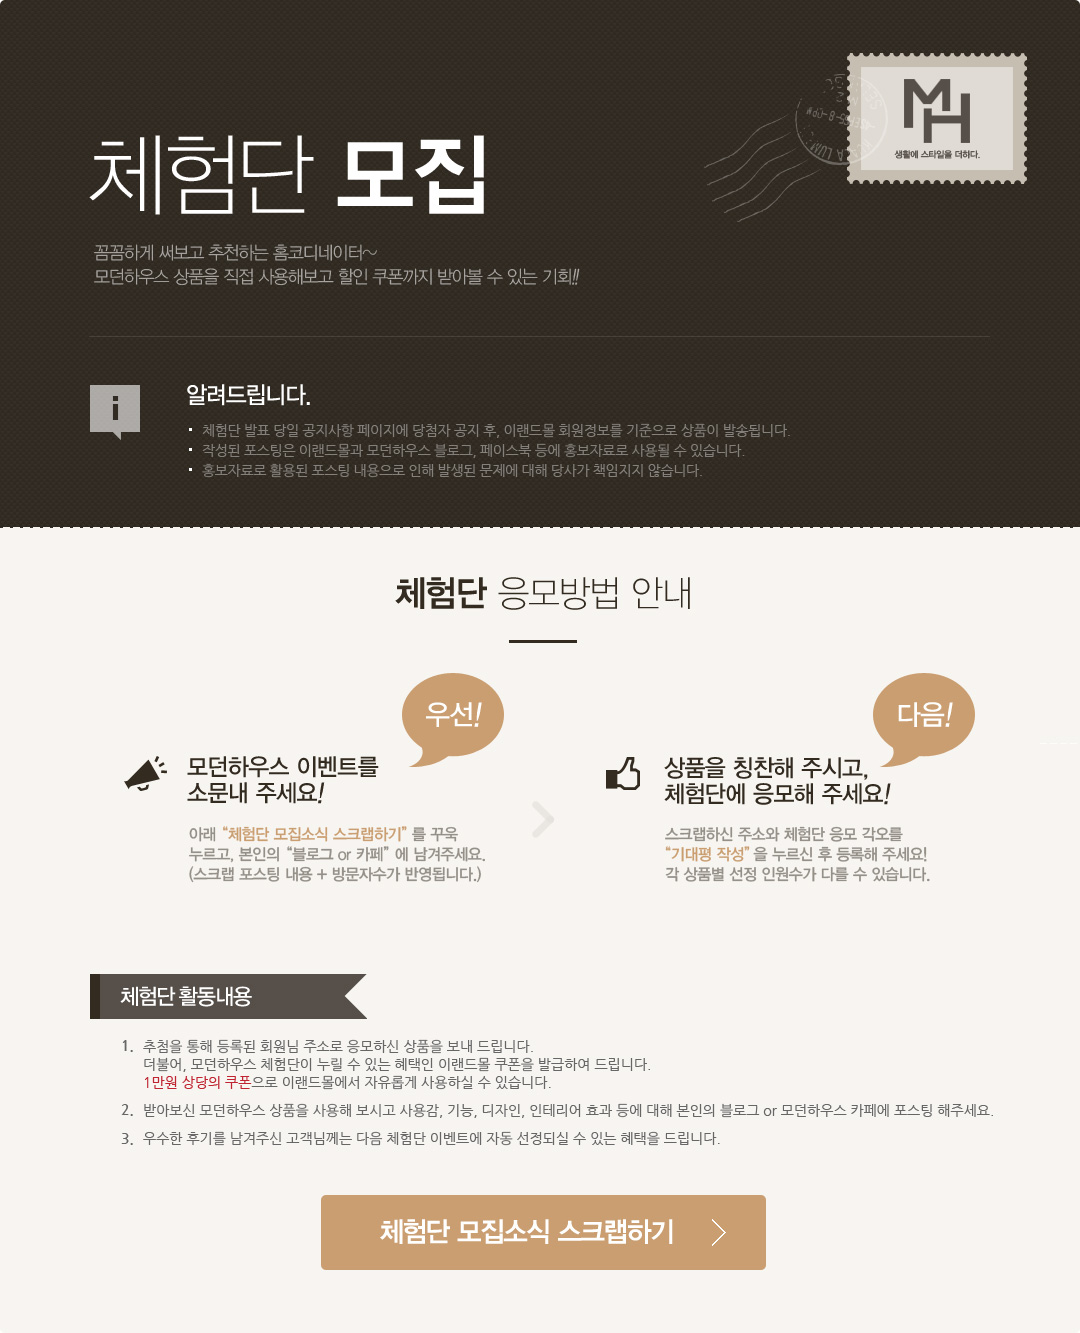 MH
생활에 스타일을 더하다.
체험단 모집
꼼꼼하게 써보고 추천하는 홈코디네이터~
모던하우스 상품을 직접 사용해보고 할인 쿠폰까지 받아볼 수 있는 기회!!
i
알려드립니다.
체험단 발표 당일 공지사항 페이지에 당첨자 공지 후, 이랜드몰 회원정보를 기준으로 상품이 발송됩니다.
작성된 포스팅은 이랜드몰과 모던하우스 블로그, 페이스북 등에 홍보자료로 사용될 수 있습니다.
홍보자료로 활용된 포스팅 내용으로 인해 발생된 문제에 대해 당사가 책임지지 않습니다.
체험단 응모방법 안내
우선!
모던하우스 이벤트를
소문내 주세요!
아래 “체험단 모집소식 스크랩하기” 를 꾸욱
누르고, 본인의 “블로그 or 카페” 에 남겨주세요.
(스크랩 포스팅 내용 + 방문자수가 반영됩니다.)
다음!
상품을 칭찬해 주시고,
체험단에 응모해 주세요!
스크랩하신 주소와 체험단 응모 각오를
“기대평 작성” 을 누르신 후 등록해 주세요!
각 상품별 선정 인원수가 다를 수 있습니다.
체험단 활동내용
1. 추첨을 통해 등록된 회원님 주소로 응모하신 상품을 보내 드립니다.
더불어, 모던하우스 체험단이 누릴 수 있는 혜택인 이랜드몰 쿠폰을 발급하여 드립니다.
1만원 상당의 쿠폰으로 이랜드몰에서 자유롭게 사용하실 수 있습니다.
2. 받아보신 모던하우스 상품을 사용해 보시고 사용감, 기능, 디자인, 인테리어 효과 등에 대해 본인의 블로그 or 모던하우스 카페에 포스팅 해주세요.
3. 우수한 후기를 남겨주신 고객님께는 다음 체험단 이벤트에 자동 선정되실 수 있는 혜택을 드립니다.
체험단 모집소식 스크랩하기